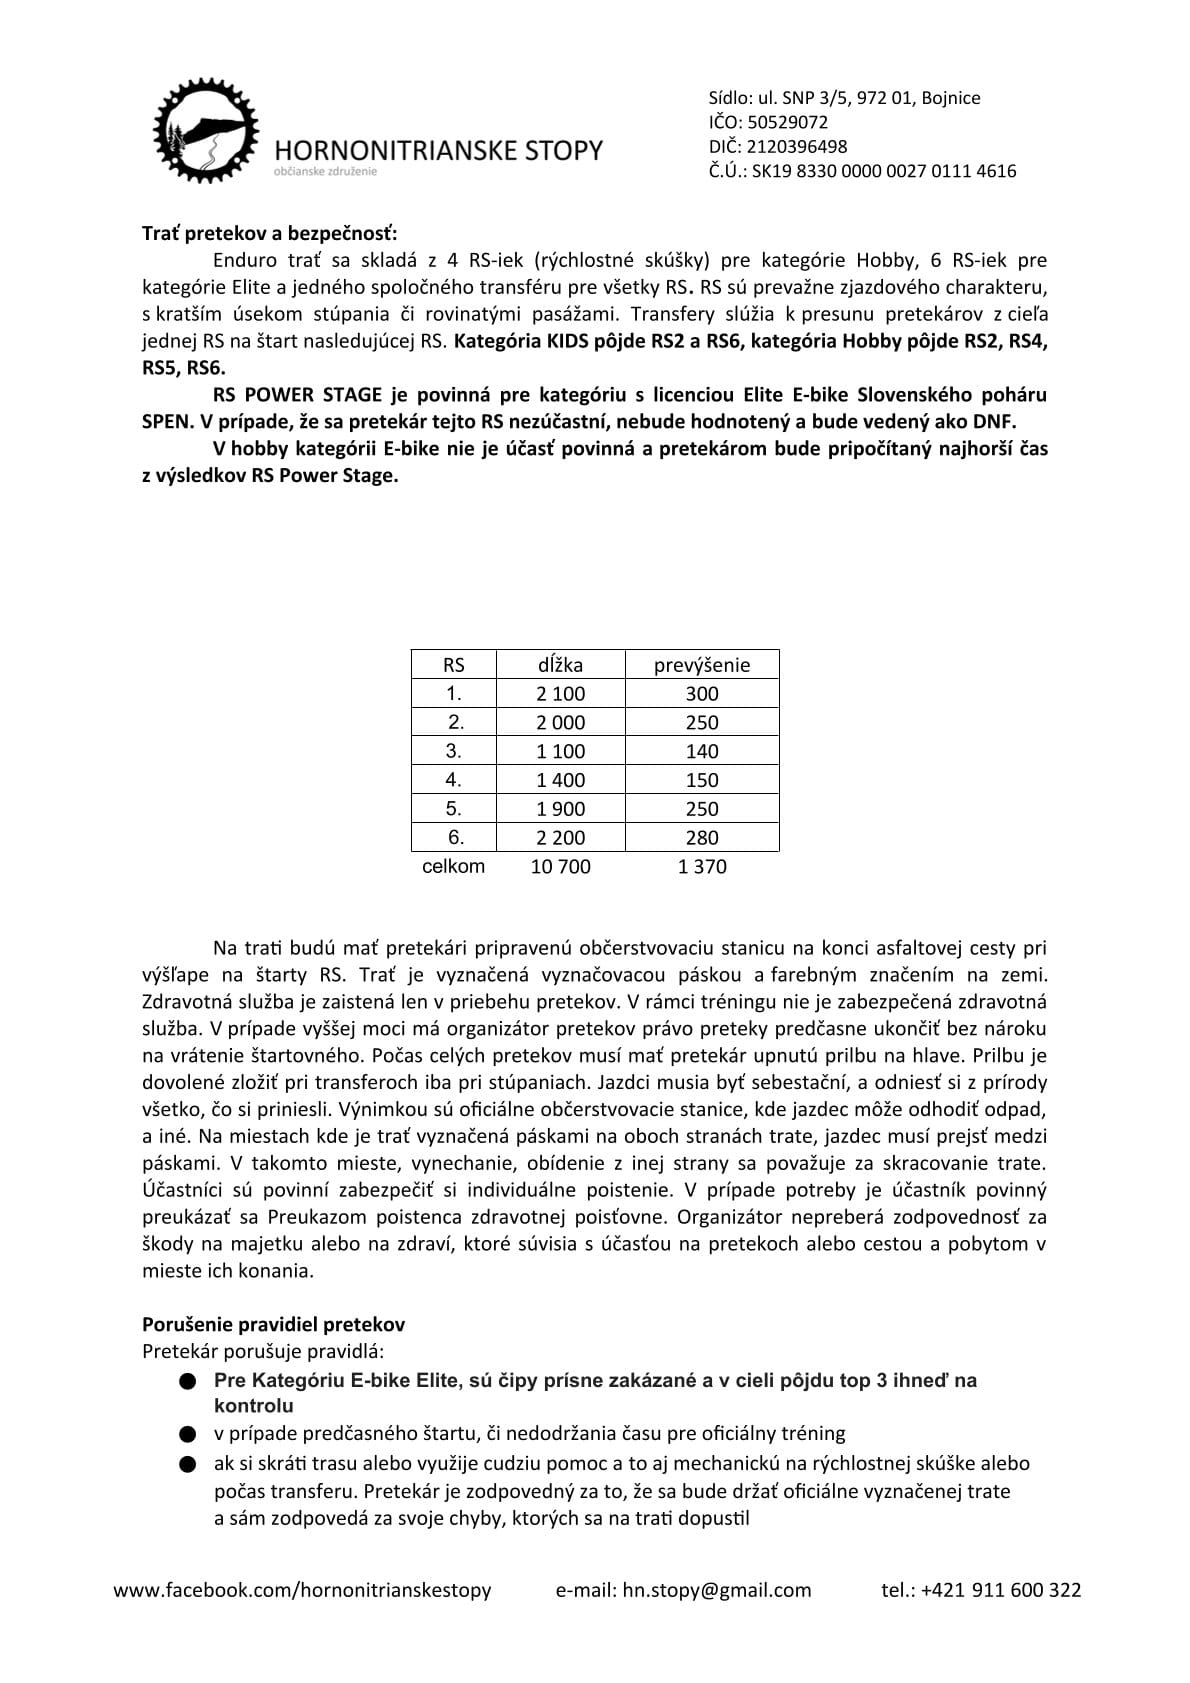 HORNONITRIANSKE STOPY
občianske združenie
Sídlo: ul. SNP 3/5, 972 01, Bojnice
IČO: 50529072
DIČ: 2120396498
Č.Ú.: SK19 8330 0000 0027 0111 4616
Trať pretekov a bezpečnosť:
Enduro trať sa skladá z 4 RS-iek (rýchlostné skúšky) pre kategórie Hobby, 6 RS-iek pre
kategórie Elite a jedného spoločného transféru pre všetky RS. RS sú prevažne zjazdového charakteru,
s kratším úsekom stúpania či rovinatými pasážami. Transfery slúžia k presunu pretekárov z cieľa
jednej RS na štart nasledujúcej RS. Kategória KIDS pôjde RS2 a RS6, kategória Hobby pôjde RS2, RS4,
RS5, RS6.
RS POWER STAGE je povinná pre kategóriu s licenciou Elite E-bike Slovenského poháru
SPEN. V prípade, že sa pretekár tejto RS nezúčastní, nebude hodnotený a bude vedený ako DNF.
V hobby kategórii E-bike nie je účasť povinná a pretekárom bude pripočítaný najhorší čas
z výsledkov RS Power Stage.
RS dĺžka prevýšenie
1. 2 100 300
2. 2 000 250
3. 1 100 140
4. 1 400 150
5. 1 900 250
6. 2 200 280
celkom 10 700 1 370
Na trati budú mať pretekári pripravenú občerstvovaciu stanicu na konci asfaltovej cesty pri
výšľape na štarty RS. Trať je vyznačená vyznačovacou páskou a farebným značením na zemi.
Zdravotná služba je zaistená len v priebehu pretekov. V rámci tréningu nie je zabezpečená zdravotná
služba. V prípade vyššej moci má organizátor pretekov právo preteky predčasne ukončiť bez nároku
na vrátenie štartovného. Počas celých pretekov musí mať pretekár upnutú prilbu na hlave. Prilbu je
dovolené zložiť pri transferoch iba pri stúpaniach. Jazdci musia byť sebestační, a odniesť si z prírody
všetko, čo si priniesli. Výnimkou sú oficiálne občerstvovacie stanice, kde jazdec môže odhodiť odpad,
a iné. Na miestach kde je trať vyznačená páskami na oboch stranách trate, jazdec musí prejsť medzi
páskami. V takomto mieste, vynechanie, obídenie z inej strany sa považuje za skracovanie trate.
Účastníci sú povinní zabezpečiť si individuálne poistenie. V prípade potreby je účastník povinný
preukázať sa Preukazom poistenca zdravotnej poisťovne. Organizátor nepreberá zodpovednosť za
škody na majetku alebo na zdraví, ktoré súvisia s účasťou na pretekoch alebo cestou a pobytom v
mieste ich konania.
Porušenie pravidiel pretekov
Pretekár porušuje pravidlá:
● Pre Kategóriu E-bike Elite, sú čipy prísne zakázané a v cieli pôjdu top 3 ihneď na
kontrolu
● v prípade predčasného štartu, či nedodržania času pre oficiálny tréning
● ak si skráti trasu alebo využije cudziu pomoc a to aj mechanickú na rýchlostnej skúške alebo
počas transferu. Pretekár je zodpovedný za to, že sa bude držať oficiálne vyznačenej trate
a sám zodpovedá za svoje chyby, ktorých sa na trati dopustil
www.facebook.com/hornonitrianskestopy e-mail: hn.stopy@gmail.com tel.: +421 911 600 322